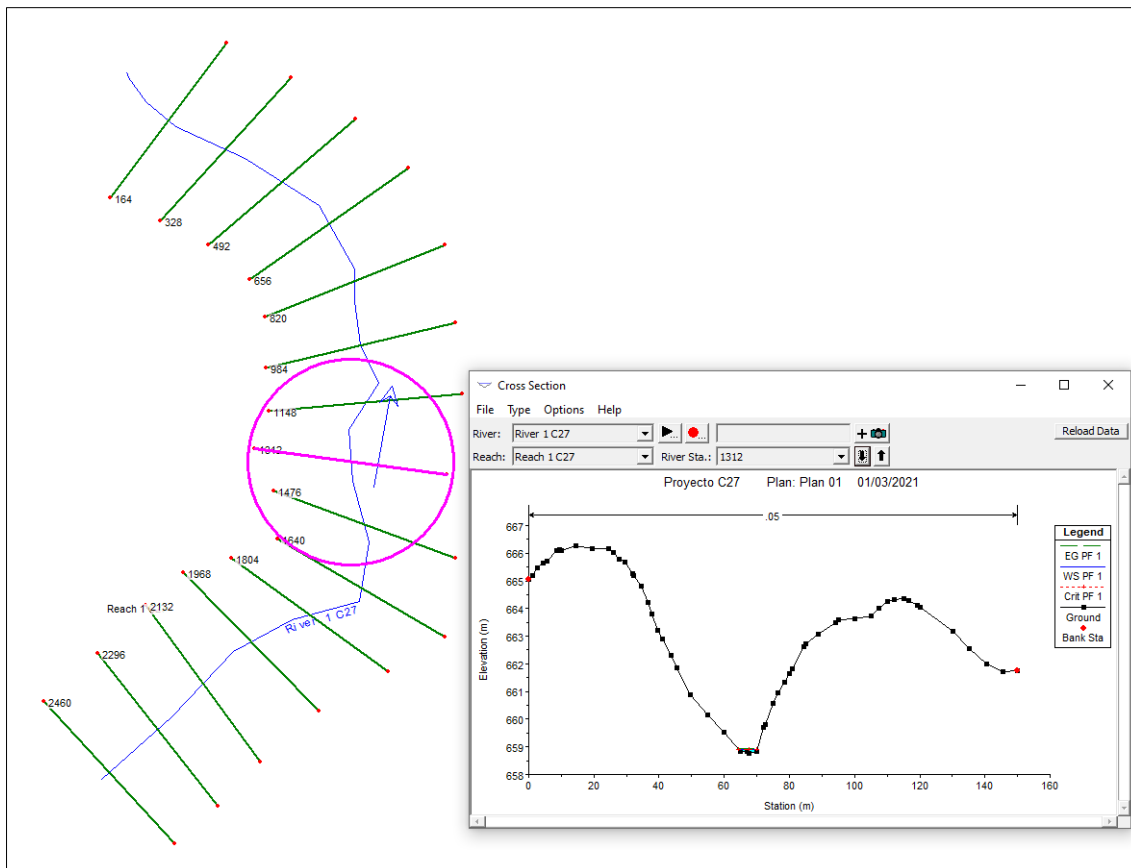 164
328
492
656
820
984
1148
1312
1476
1640
1804
1968
Reach 1
2132
River 1 C27
2296
2460
Cross Section
File Type Options Help
River: River 1 C27
Reload Data
Reach: Reach 1 C27 River Sta.: 1312
Proyecto C27 Plan: Plan 01 01/03/2021
.05
667
666
665
664
663
662
661
660
659
658
0 20 40 60 80 100 120 140 160
Elevation (m)
Station (m)
Legend
EG PF 1
WS PF 1
Crit PF 1
Ground
Bank Sta